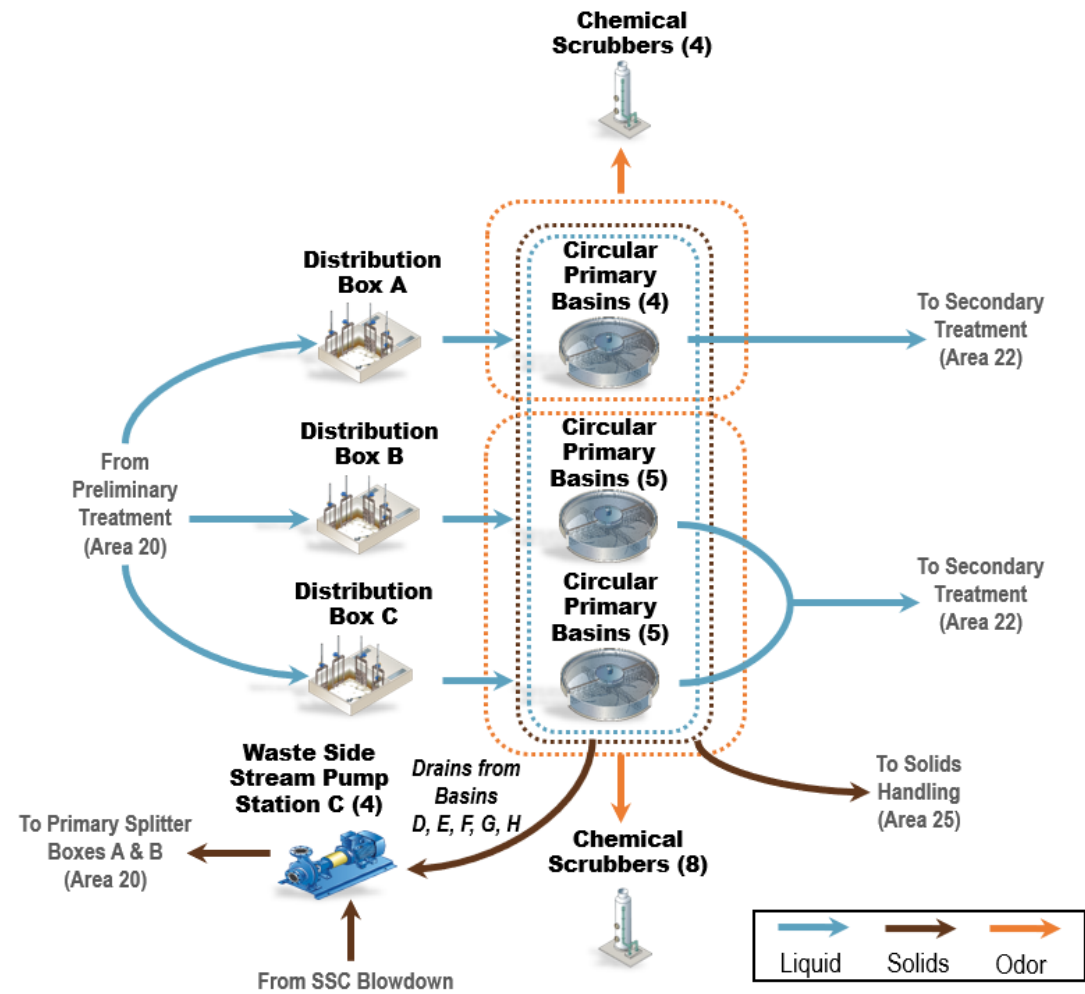 Chemical
Scrubbers (4)
Distribution
Box A
Circular
Primary
Basins (4)
To Secondary
Treatment
(Area 22)
Distribution
Box B
Circular
Primary
Basins (5)
From
Preliminary
Treatment
(Area 20)
Distribution
Box C
Circular
Primary
Basins (5)
To Secondary
Treatment
(Area 22)
Waste Side
Stream Pump
Station C (4)
Drains from
Basins
D, E, F, G, H
To Solids
Handling
(Area 25)
To Primary Splitter
Boxes A & B
(Area 20)
Chemical
Scrubbers (8)
From SSC Blowdown
Liquid
Solids
Odor